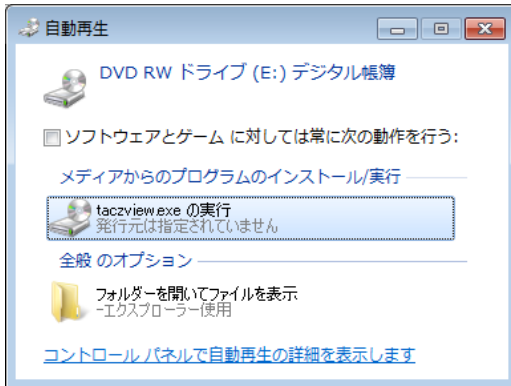 自動再生
DVD RW ドライブ (E:) デジタル帳簿
ソフトウェアとゲーム に対しては常に次の動作を行う:
メディアからのプログラムのインストール/実行
taczview.exe の実行
発行元は指定されていません
全般 のオプション
フォルダーを開いてファイルを表示
-エクスプローラー使用
コントロール パネルで自動再生の詳細を表示します